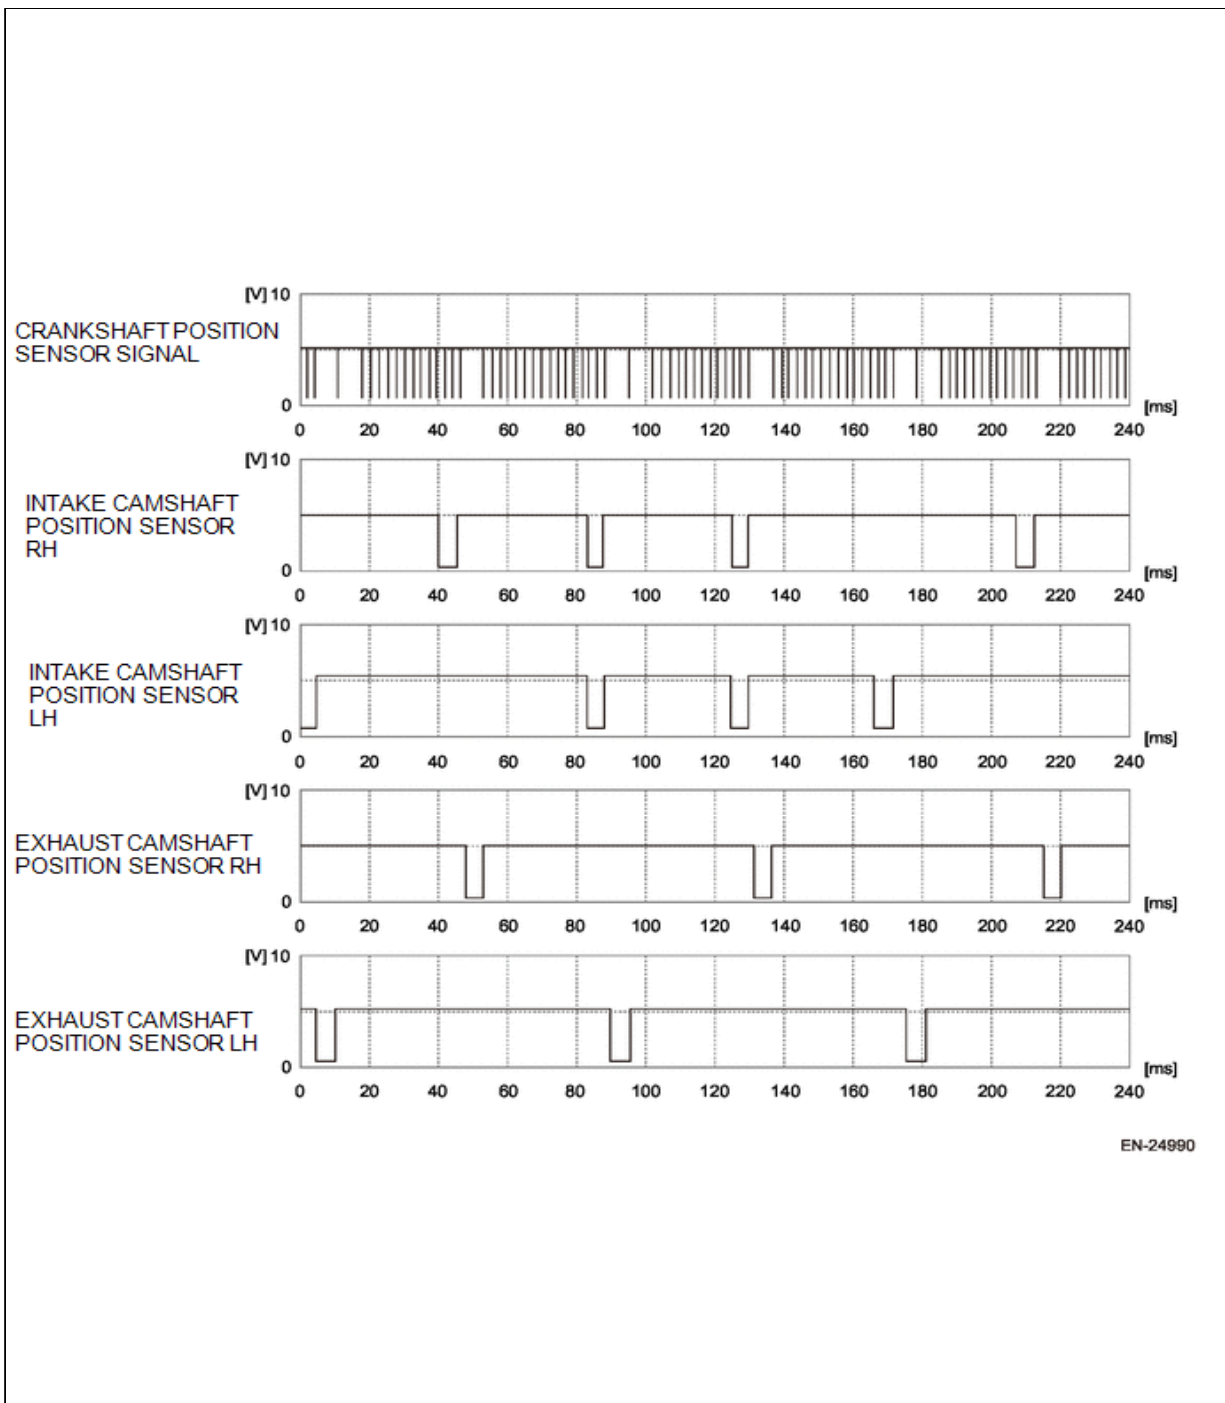 [V] 10
CRANKSHAFT POSITION
SENSOR SIGNAL
0
[ms]
0 20 40 60 80 100 120 140 160 180 200 220 240
[V] 10
INTAKE CAMSHAFT
POSITION SENSOR
RH
0
[ms]
0 20 40 60 80 100 120 140 160 180 200 220 240
[V] 10
INTAKE CAMSHAFT
POSITION SENSOR
LH
0
[ms]
0 20 40 60 80 100 120 140 160 180 200 220 240
[V] 10
EXHAUST CAMSHAFT
POSITION SENSOR RH
0
[ms]
0 20 40 60 80 100 120 140 160 180 200 220 240
[V] 10
EXHAUST CAMSHAFT
POSITION SENSOR LH
0
[ms]
0 20 40 60 80 100 120 140 160 180 200 220 240
EN-24990